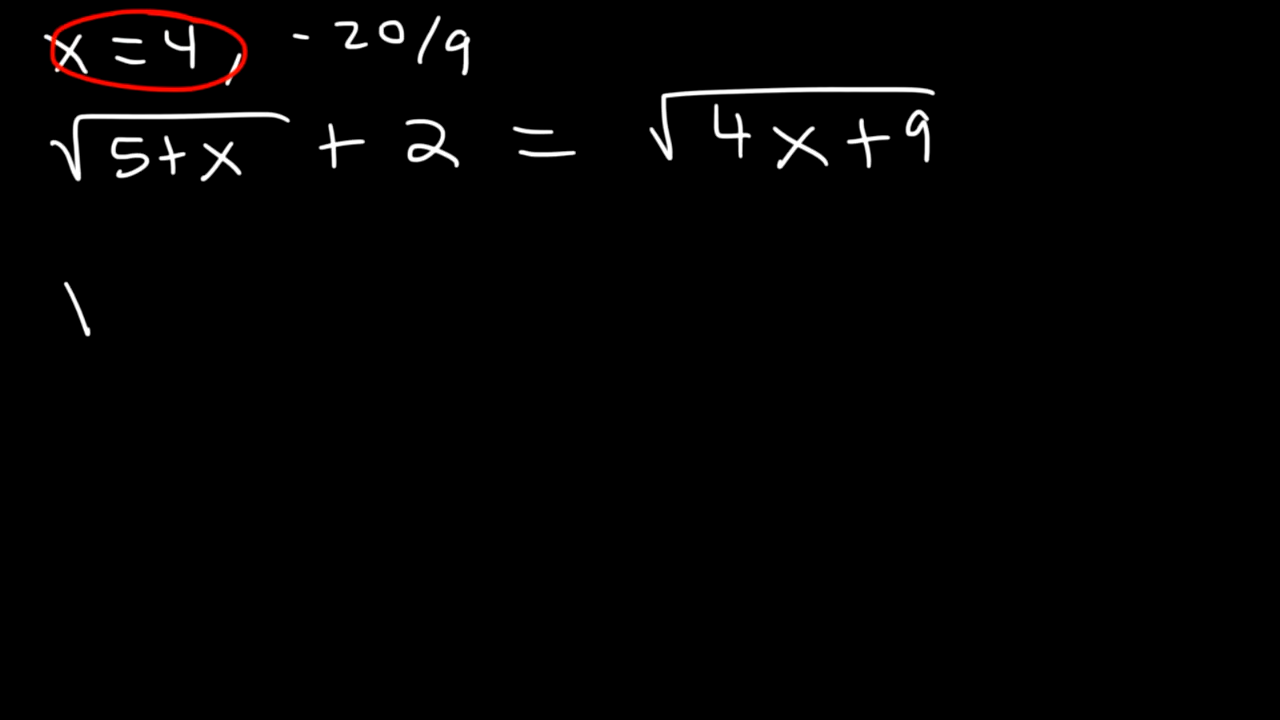 x = 4, -20/9
√5+x + 2 = √4x+9
\